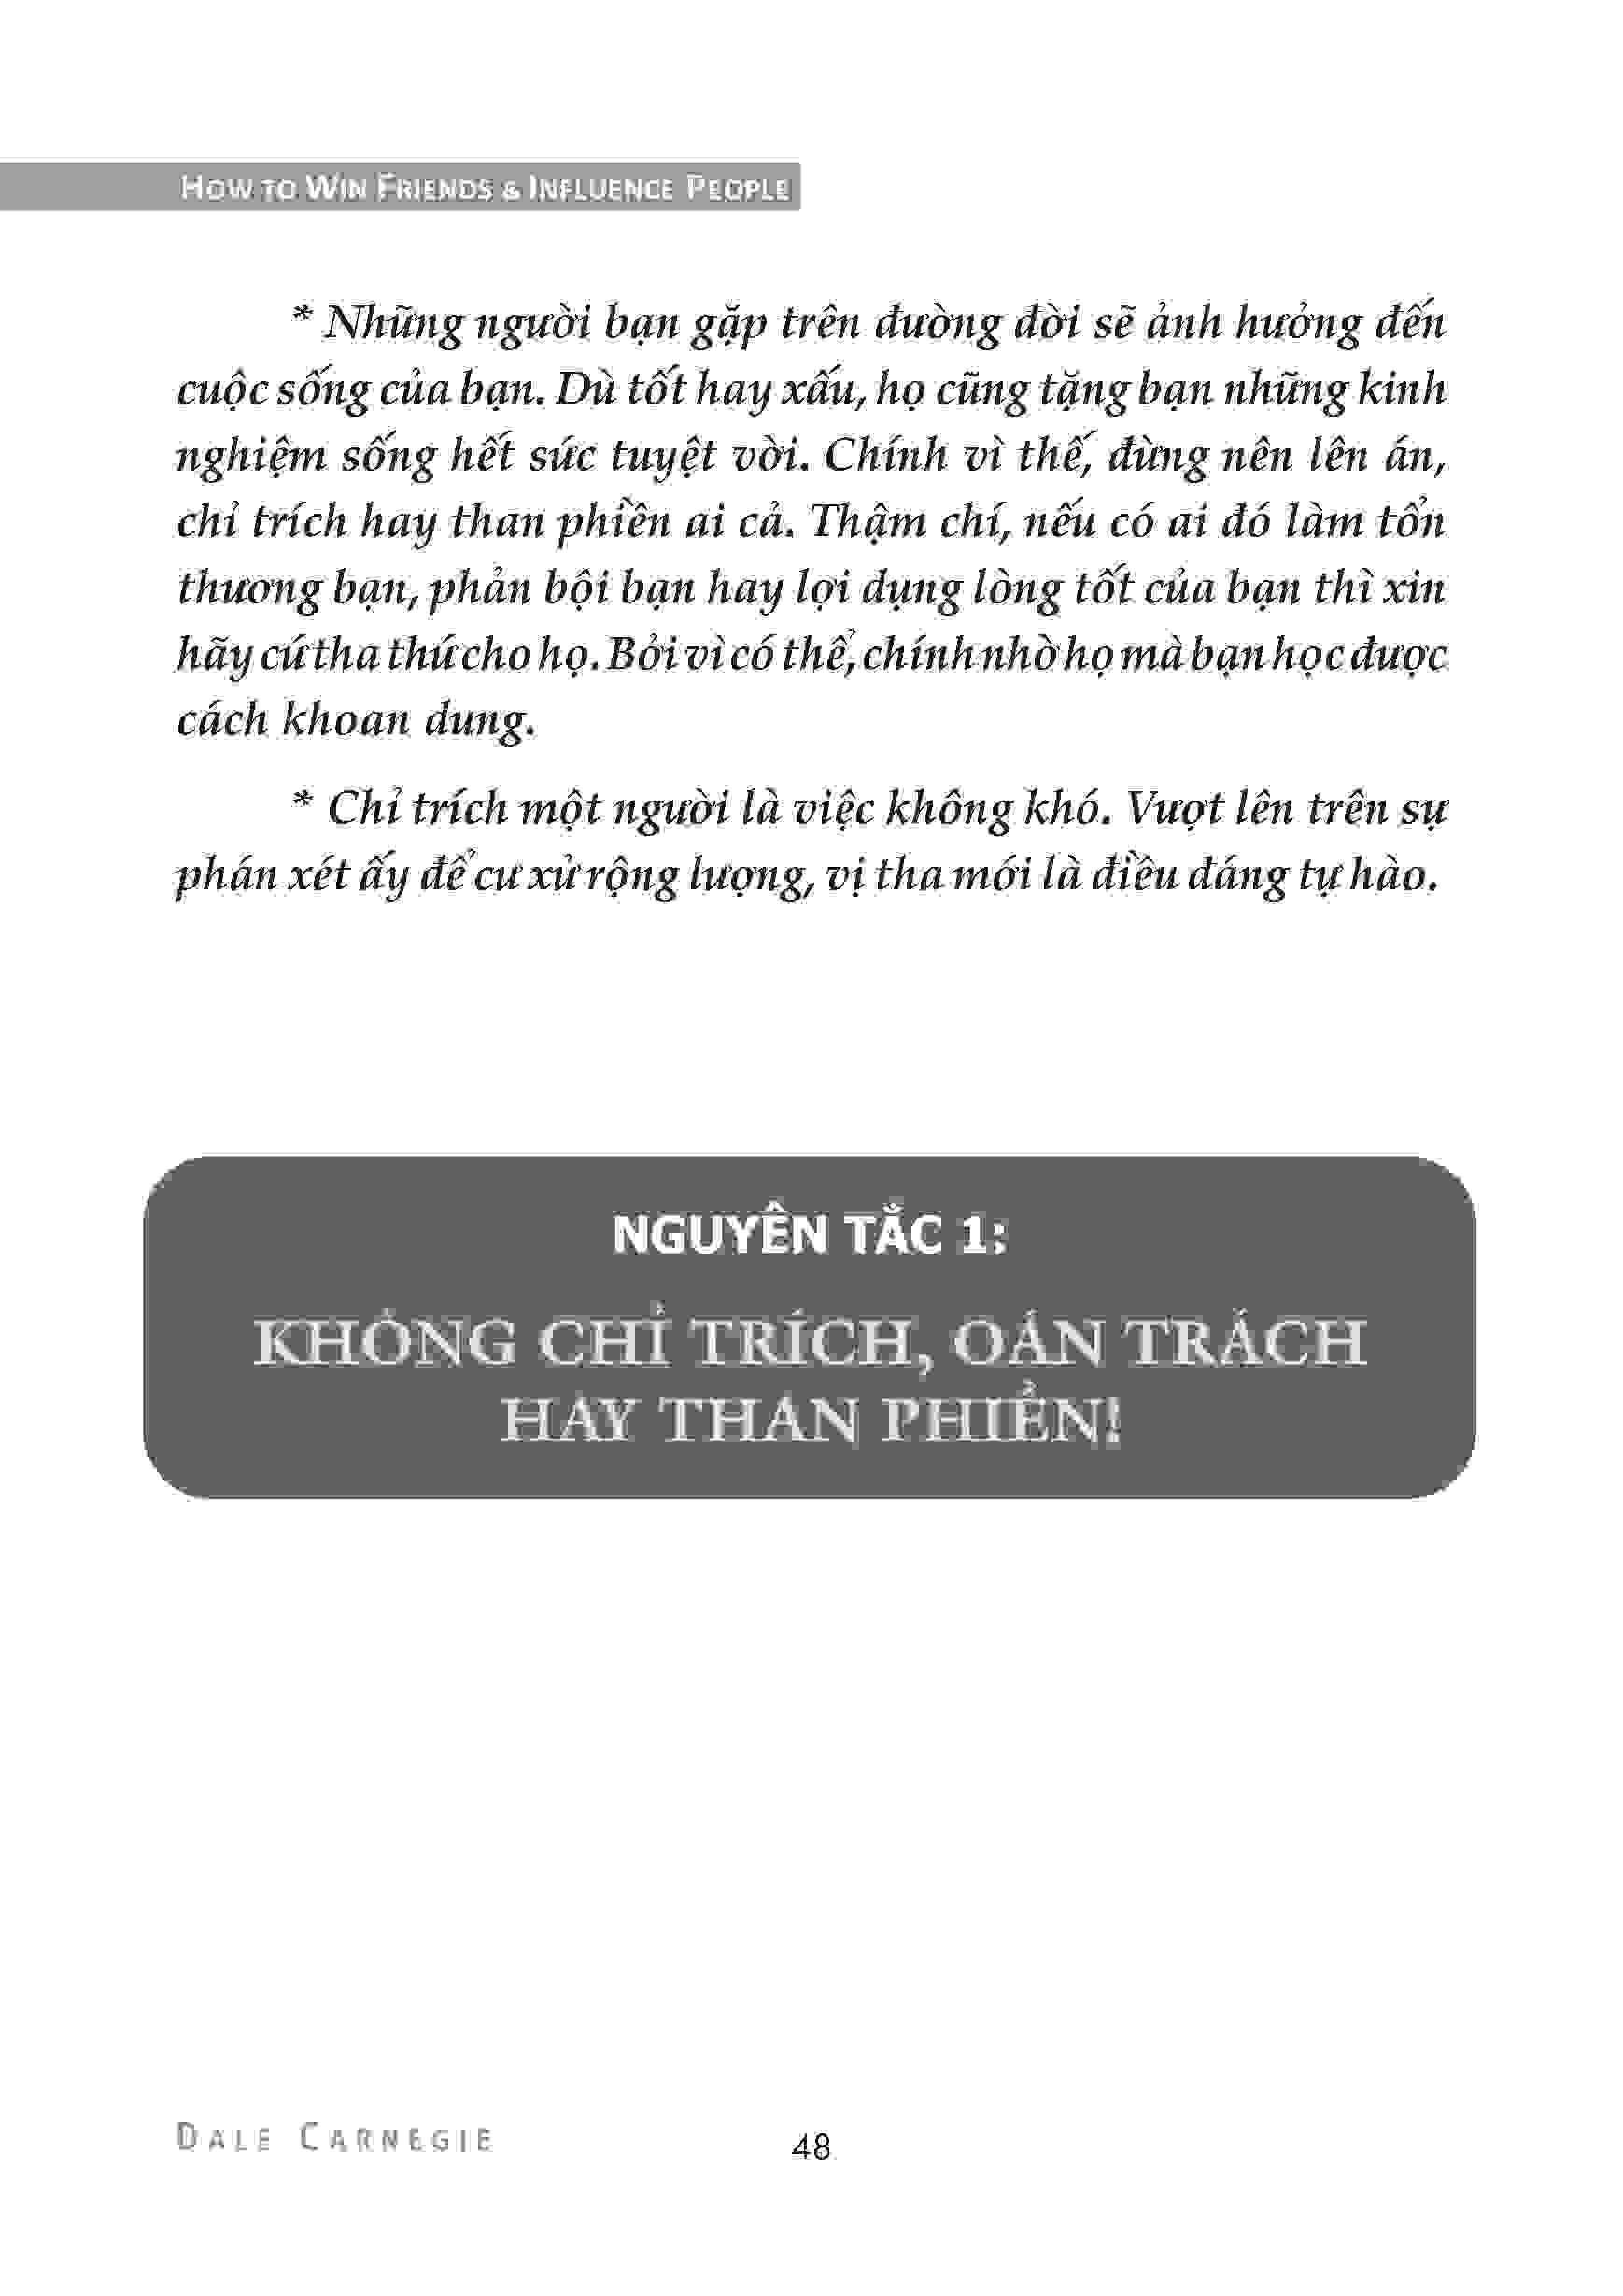 HOW TO WIN FRIENDS & INFLUENCE PEOPLE
* Những người bạn gặp trên đường đời sẽ ảnh hưởng đến
cuộc sống của bạn. Dù tốt hay xấu, họ cũng tặng bạn những kinh
nghiệm sống hết sức tuyệt vời. Chính vì thế, đừng nên lên án,
chỉ trích hay than phiền ai cả. Thậm chí, nếu có ai đó làm tổn
thương bạn, phản bội bạn hay lợi dụng lòng tốt của bạn thì xin
hãy cứ tha thứ cho họ. Bởi vì có thể, chính nhờ họ mà bạn học được
cách khoan dung.
* Chỉ trích một người là việc không khó. Vượt lên trên sự
phán xét ấy để cư xử rộng lượng, vị tha mới là điều đáng tự hào.
NGUYÊN TẮC 1:
KHÔNG CHỈ TRÍCH, OÁN TRÁCH
HAY THAN PHIỀN!
DALE CARNEGIE
48